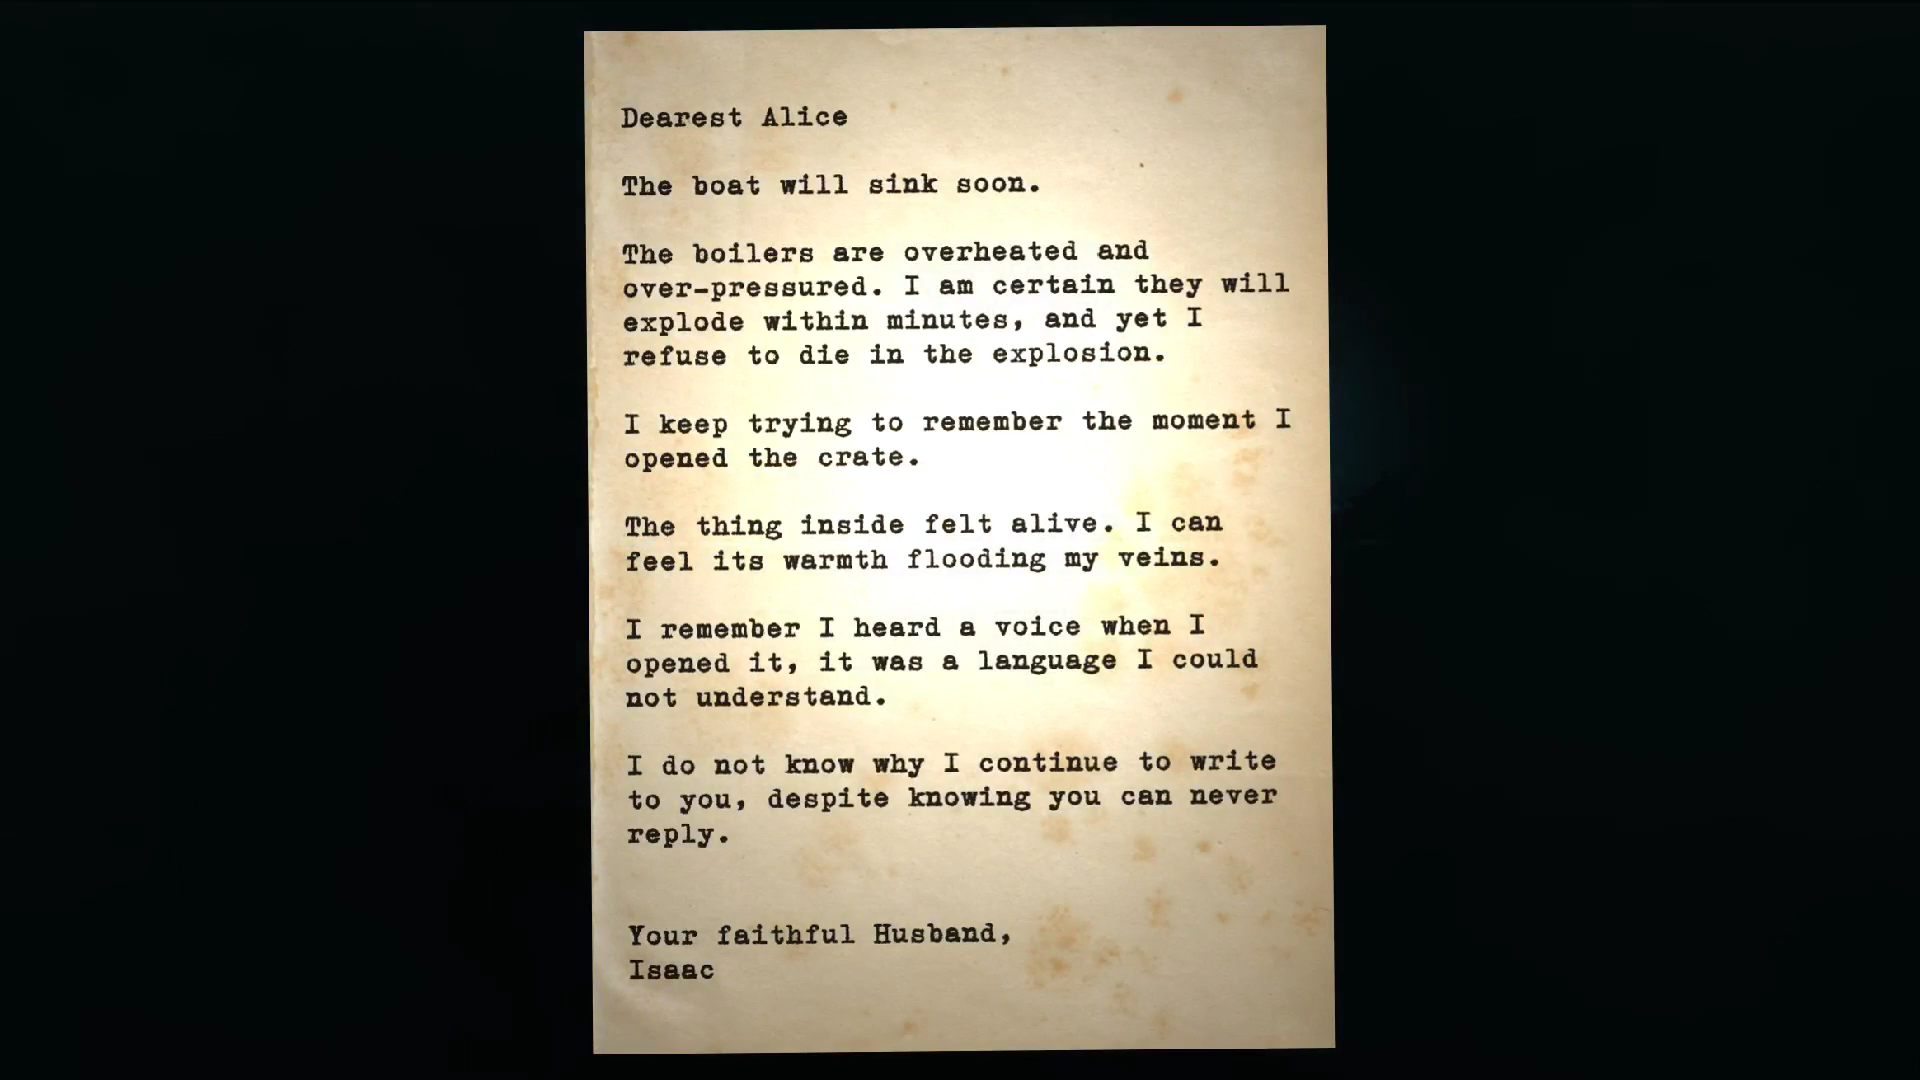 Dearest Alice
The boat will sink soon.
The boilers are overheated and
over-pressured. I am certain they will
explode within minutes, and yet I
refuse to die in the explosion.
I keep trying to remember the moment I
opened the crate.
The thing inside felt alive. I can
feel its warmth flooding my veins.
I remember I heard a voice when I
opened it, it was a language I could
not understand.
I do not know why I continue to write
to you, despite knowing you can never
reply.
Your faithful Husband,
Isaac